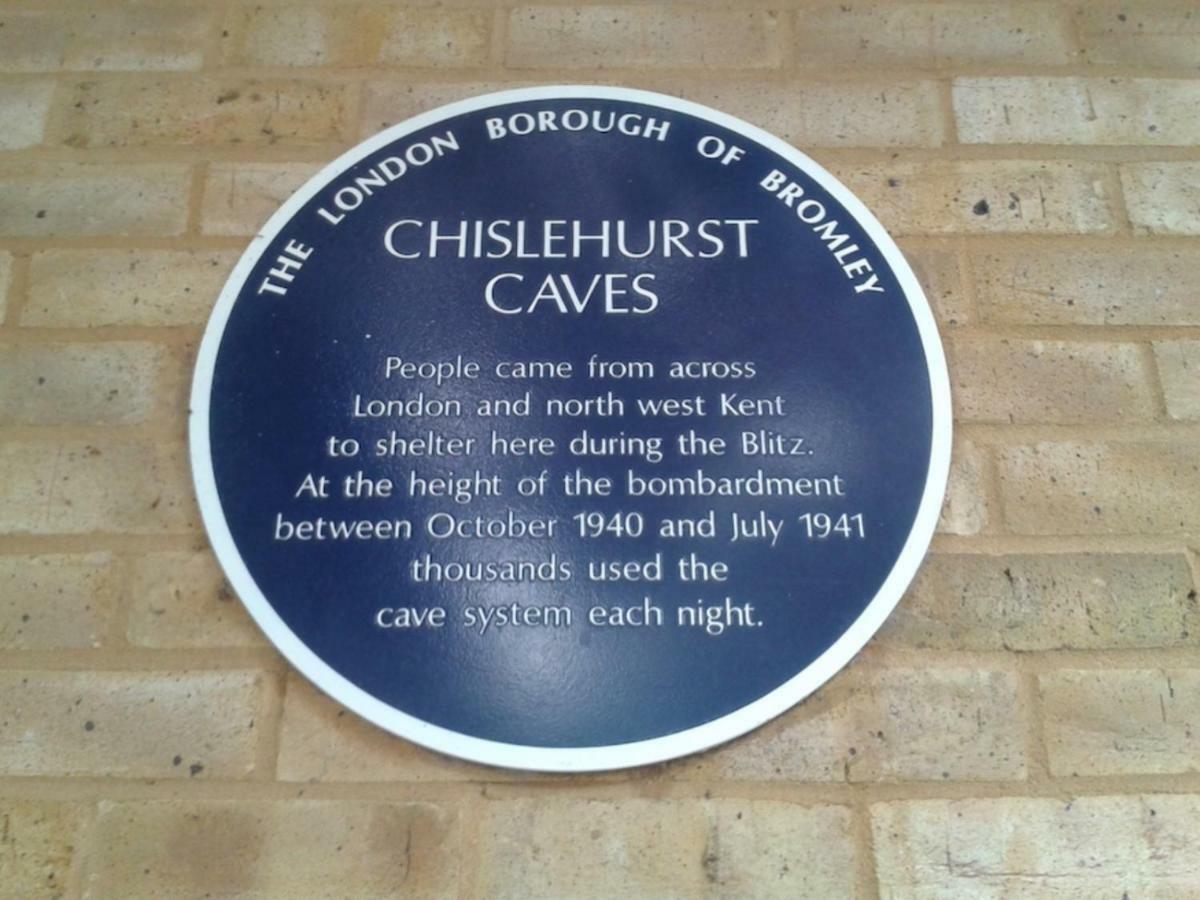 THE LONDON BOROUGH OF BROMLEY
CHISLEHURST
CAVES
People came from across
London and north west Kent
to shelter here during the Blitz.
At the height of the bombardment
between October 1940 and July 1941
thousands used the
cave system each night.